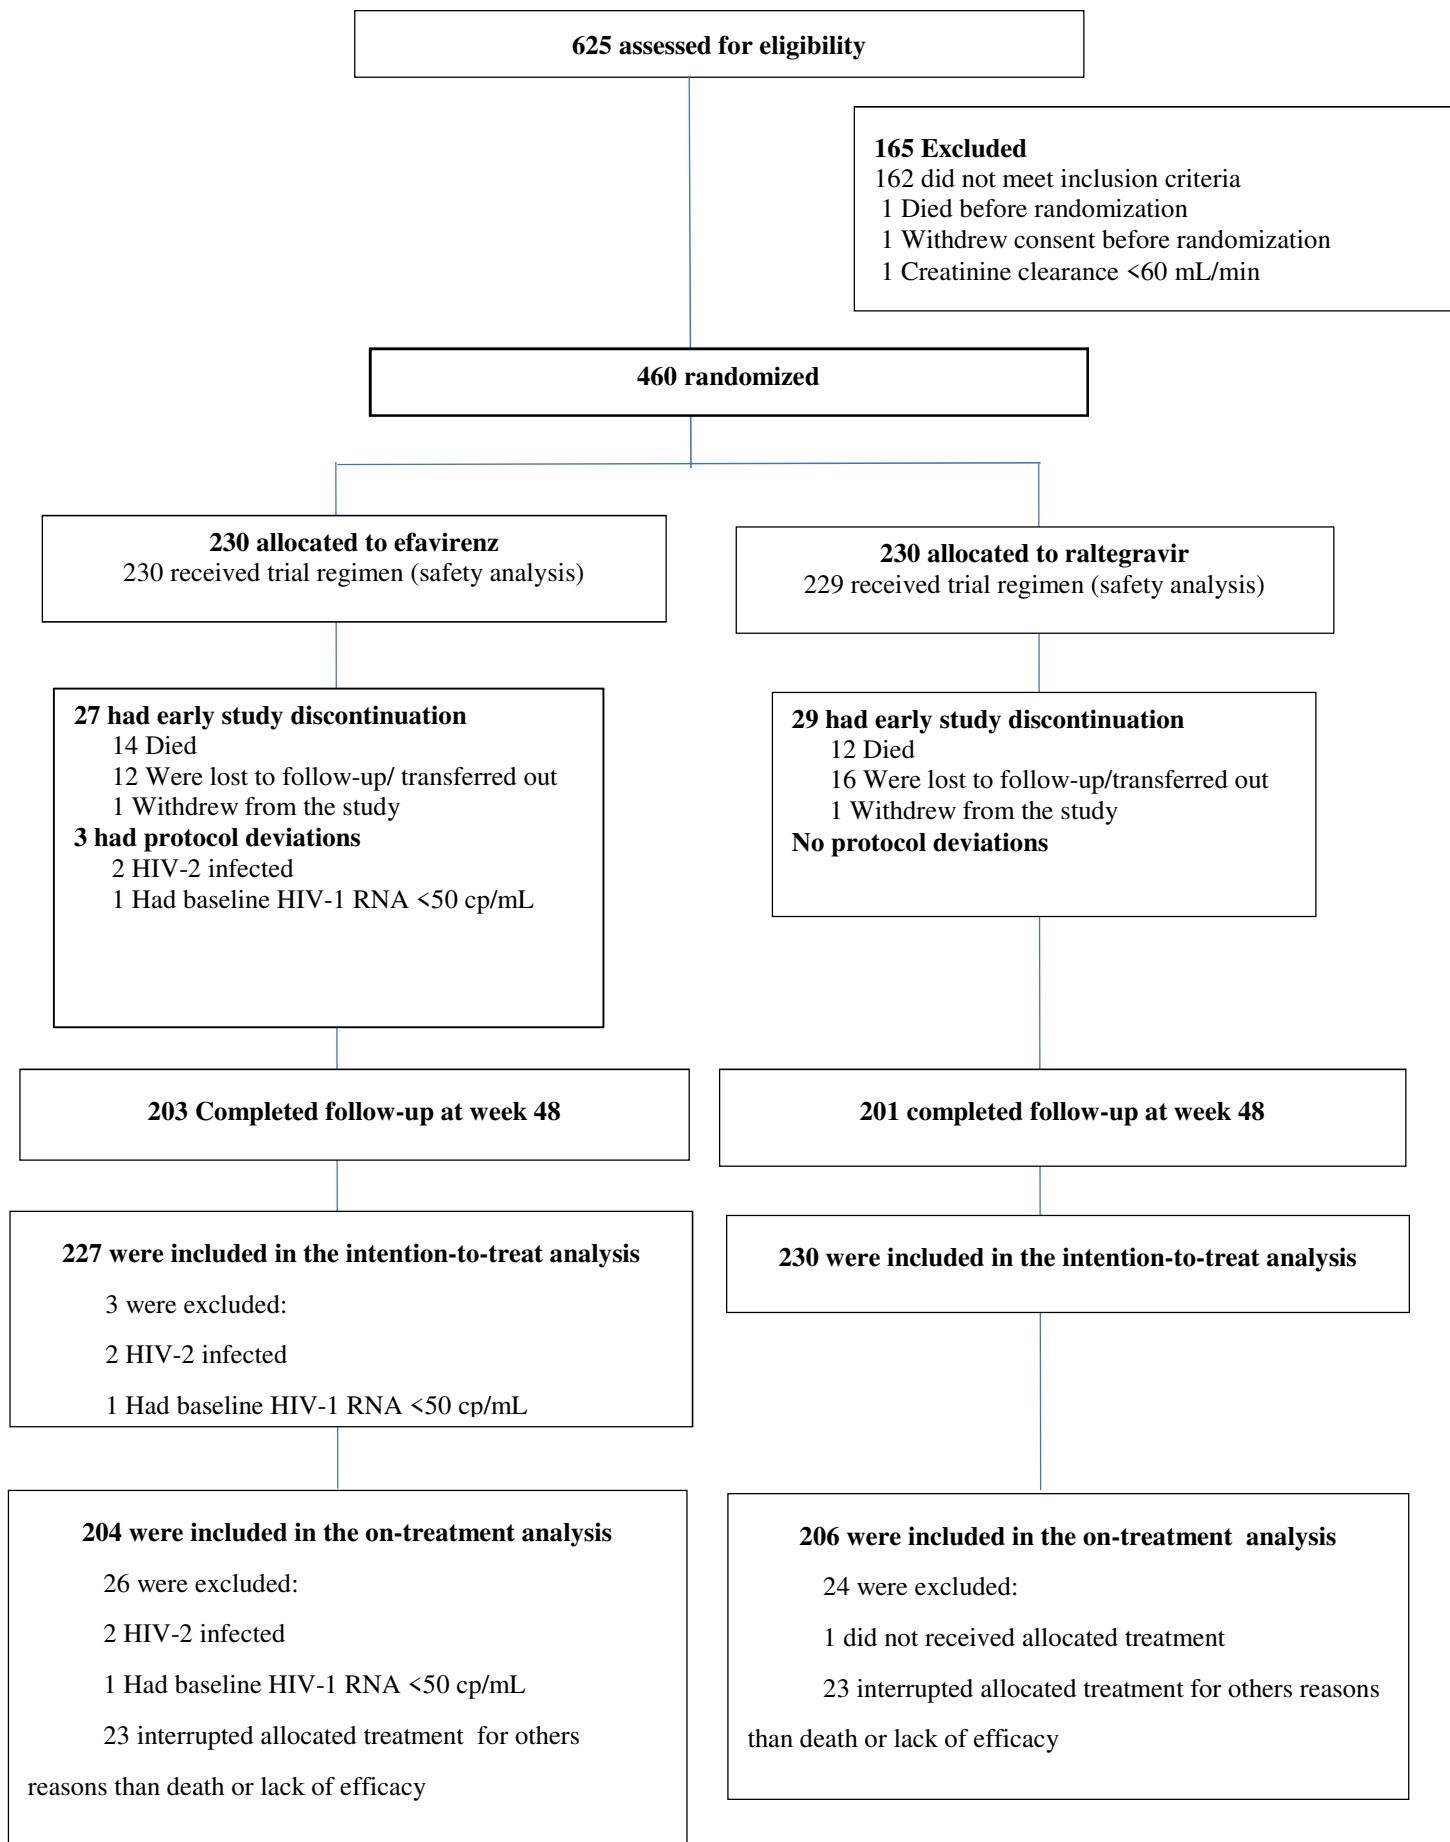 625 assessed for eligibility
165 Excluded
162 did not meet inclusion criteria
1 Died before randomization
1 Withdrew consent before randomization
1 Creatinine clearance <60 mL/min
460 randomized
230 allocated to efavirenz
230 received trial regimen (safety analysis)
230 allocated to raltegravir
229 received trial regimen (safety analysis)
27 had early study discontinuation
14 Died
12 Were lost to follow-up/ transferred out
1 Withdrew from the study
3 had protocol deviations
2 HIV-2 infected
1 Had baseline HIV-1 RNA <50 cp/mL
29 had early study discontinuation
12 Died
16 Were lost to follow-up/transferred out
1 Withdrew from the study
No protocol deviations
203 Completed follow-up at week 48
201 completed follow-up at week 48
227 were included in the intention-to-treat analysis
3 were excluded:
2 HIV-2 infected
1 Had baseline HIV-1 RNA <50 cp/mL
230 were included in the intention-to-treat analysis
204 were included in the on-treatment analysis
26 were excluded:
2 HIV-2 infected
1 Had baseline HIV-1 RNA <50 cp/mL
23 interrupted allocated treatment  for others
reasons than death or lack of efficacy
206 were included in the on-treatment  analysis
24 were excluded:
1 did not received allocated treatment
23 interrupted allocated treatment for others reasons
than death or lack of efficacy